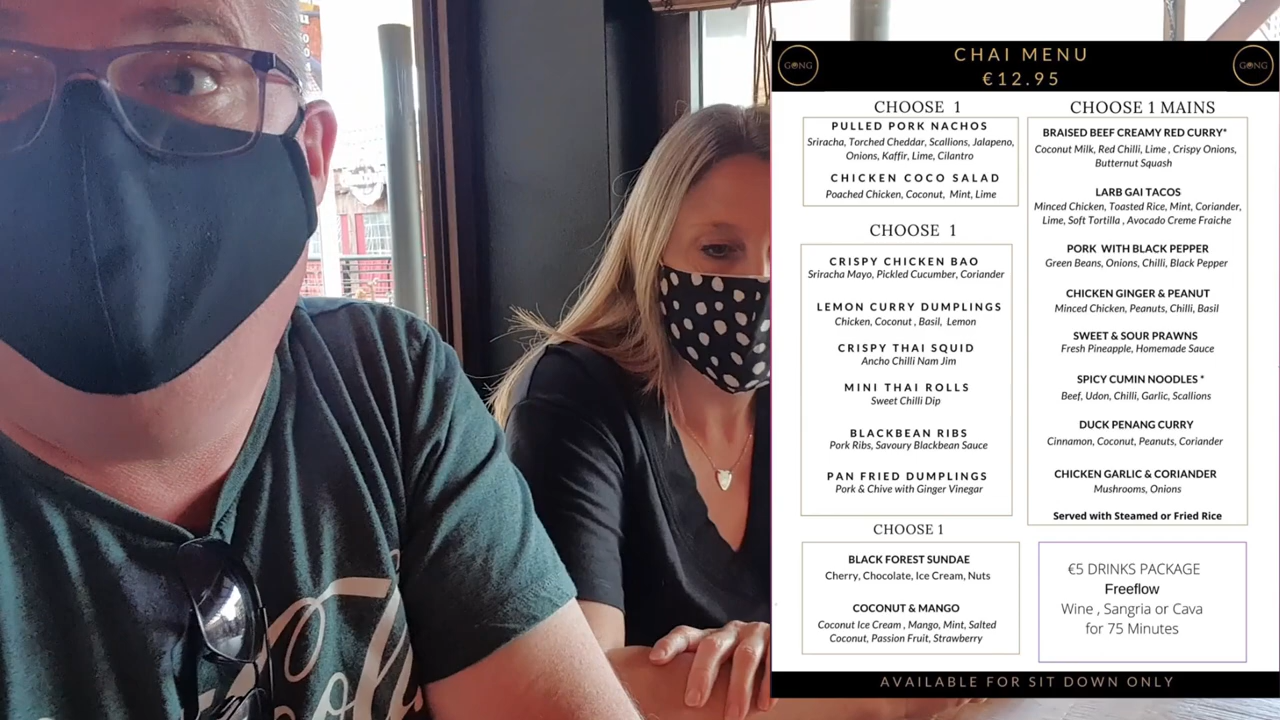 GONG
CHAI MENU
€12.95
GONG
CHOOSE 1
PULLED PORK NACHOS
Sriracha, Torched Cheddar, Scallions, Jalapeno,
Onions, Kaffir, Lime, Cilantro
CHICKEN COCO SALAD
Poached Chicken, Coconut, Mint, Lime
CHOOSE 1
CRISPY CHICKEN BAO
Sriracha Mayo, Pickled Cucumber, Coriander
LEMON CURRY DUMPLINGS
Chicken, Coconut , Basil, Lemon
CRISPY THAI SQUID
Ancho Chilli Nam Jim
MINI THAI ROLLS
Sweet Chilli Dip
BLACKBEAN RIBS
Pork Ribs, Savoury Blackbean Sauce
PAN FRIED DUMPLINGS
Pork & Chive with Ginger Vinegar
CHOOSE 1
BLACK FOREST SUNDAE
Cherry, Chocolate, Ice Cream, Nuts
COCONUT & MANGO
Coconut Ice Cream , Mango, Mint, Salted
Coconut, Passion Fruit, Strawberry
CHOOSE 1 MAINS
BRAISED BEEF CREAMY RED CURRY*
Coconut Milk, Red Chilli, Lime , Crispy Onions,
Butternut Squash
LARB GAI TACOS
Minced Chicken, Toasted Rice, Mint, Coriander,
Lime, Soft Tortilla , Avocado Creme Fraiche
PORK WITH BLACK PEPPER
Green Beans, Onions, Chilli, Black Pepper
CHICKEN GINGER & PEANUT
Minced Chicken, Peanuts, Chilli, Basil
SWEET & SOUR PRAWNS
Fresh Pineapple, Homemade Sauce
SPICY CUMIN NOODLES *
Beef, Udon, Chilli, Garlic, Scallions
DUCK PENANG CURRY
Cinnamon, Coconut, Peanuts, Coriander
CHICKEN GARLIC & CORIANDER
Mushrooms, Onions
Served with Steamed or Fried Rice
€5 DRINKS PACKAGE
Freeflow
Wine , Sangria or Cava
for 75 Minutes
AVAILABLE FOR SIT DOWN ONLY